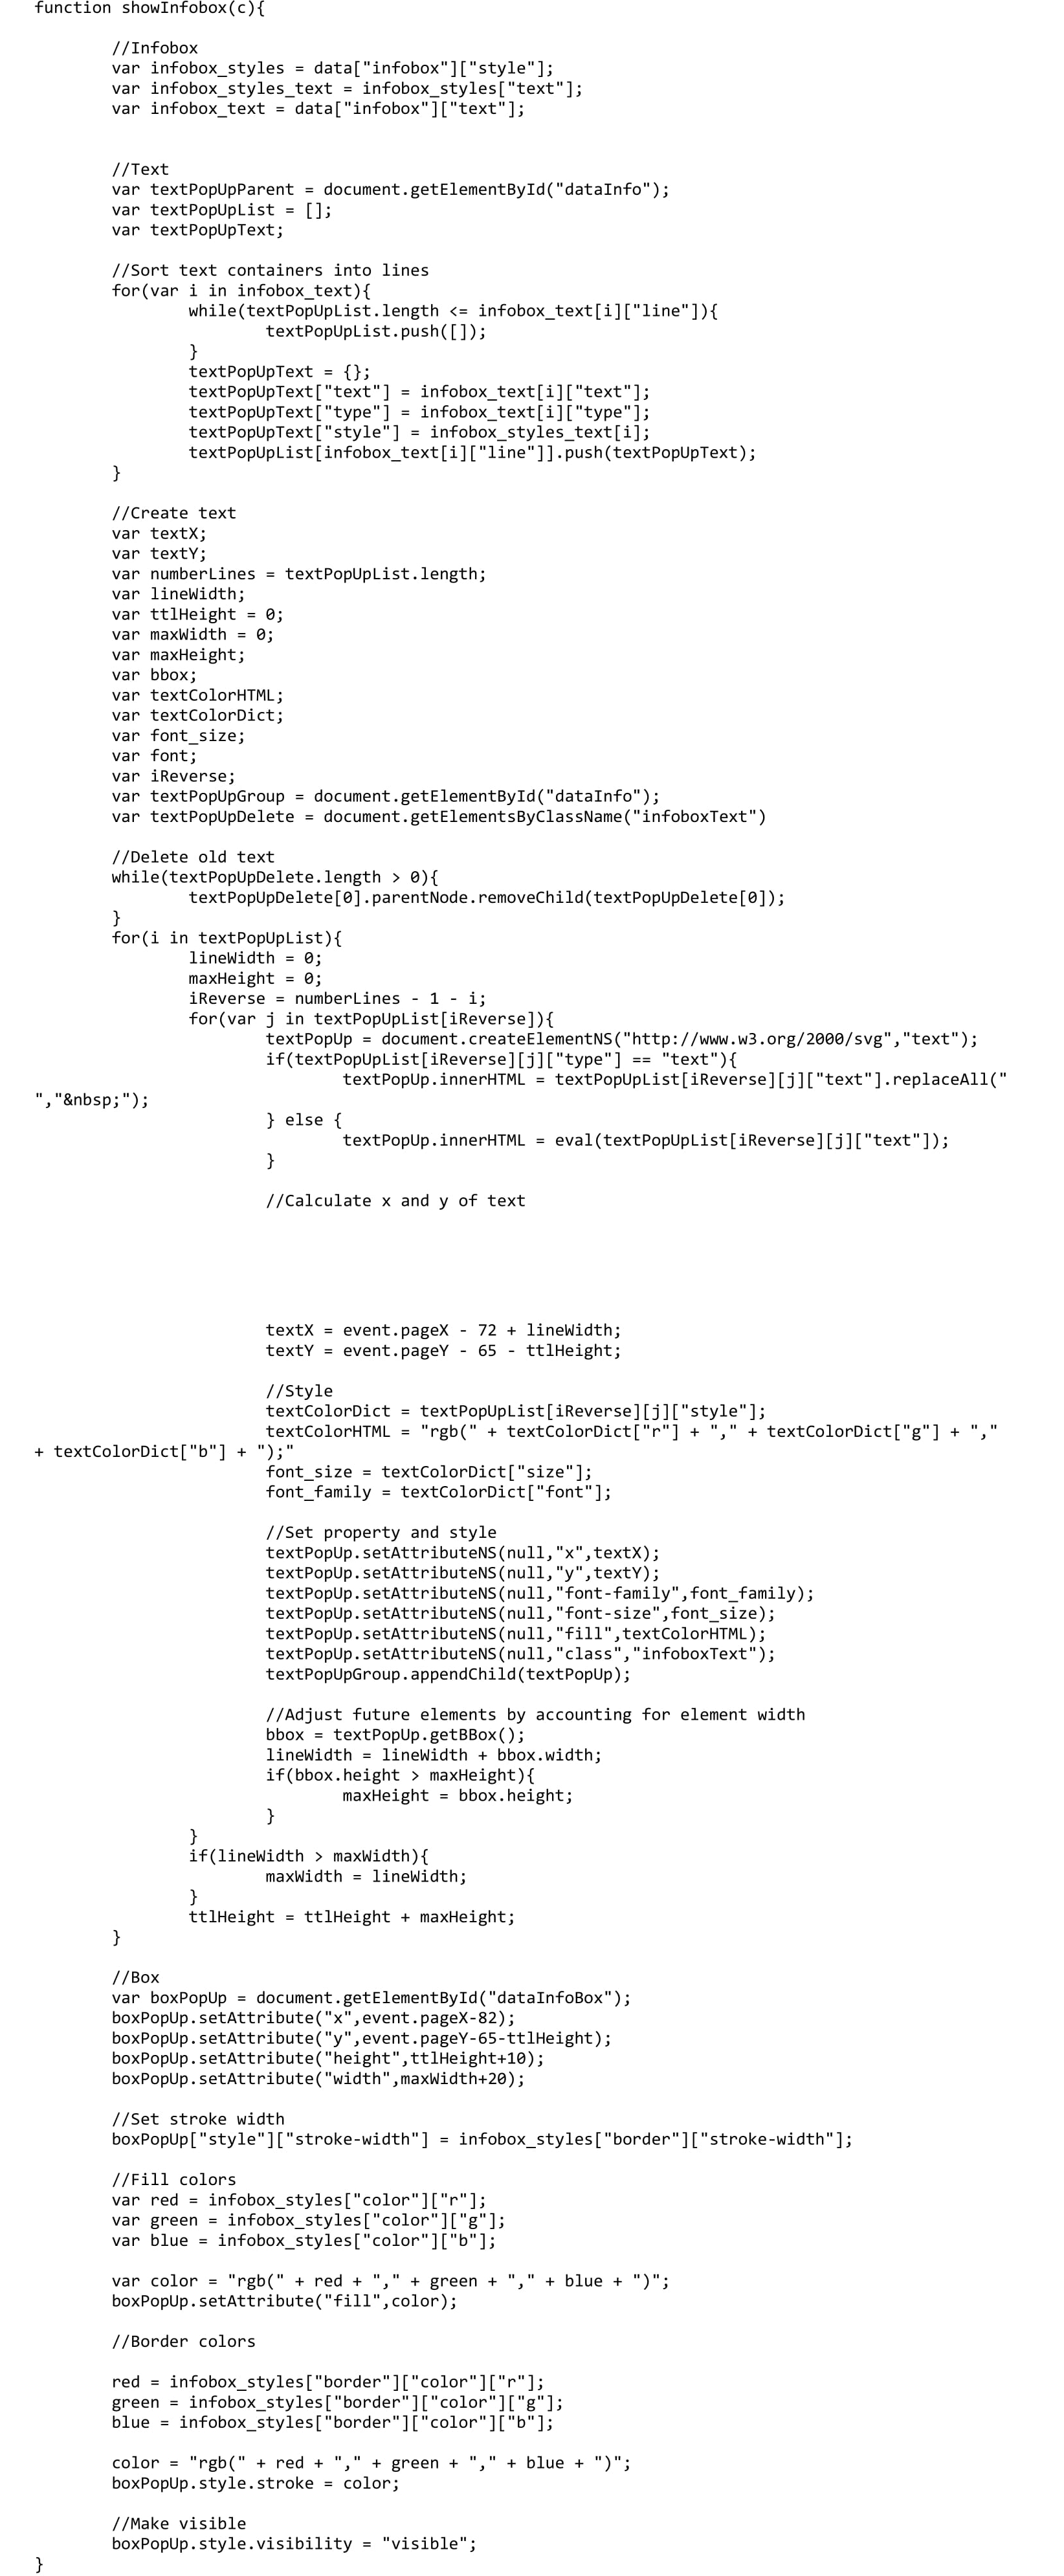 function showInfobox(c){
//Infobox
var infobox_styles = data["infobox"]["style"];
var infobox_styles_text = infobox_styles["text"];
var infobox_text = data["infobox"]["text"];
//Text
var textPopUpParent = document.getElementById("dataInfo");
var textPopUpList = [];
var textPopUpText;
//Sort text containers into lines
for(var i in infobox_text){
while(textPopUpList.length <= infobox_text[i]["line"]){
textPopUpList.push([]);
}
textPopUpText = {};
textPopUpText["text"] = infobox_text[i]["text"];
textPopUpText["type"] = infobox_text[i]["type"];
textPopUpText["style"] = infobox_styles_text[i];
textPopUpList[infobox_text[i]["line"]].push(textPopUpText);
}
//Create text
var textX;
var textY;
var numberLines = textPopUpList.length;
var lineWidth;
var ttlHeight = 0;
var maxWidth = 0;
var maxHeight;
var bbox;
var textColorHTML;
var textColorDict;
var font_size;
var font;
var iReverse;
var textPopUpGroup = document.getElementById("dataInfo");
var textPopUpDelete = document.getElementsByClassName("infoboxText")
//Delete old text
while(textPopUpDelete.length > 0){
textPopUpDelete[0].parentNode.removeChild(textPopUpDelete[0]);
}
for(i in textPopUpList){
lineWidth = 0;
maxHeight = 0;
iReverse = numberLines - 1 - i;
for(var j in textPopUpList[iReverse]){
textPopUp = document.createElementNS("http://www.w3.org/2000/svg","text");
if(textPopUpList[iReverse][j]["type"] == "text"){
textPopUp.innerHTML = textPopUpList[iReverse][j]["text"].replaceAll("
","&nbsp;");
} else {
textPopUp.innerHTML = eval(textPopUpList[iReverse][j]["text"]);
}
//Calculate x and y of text
textX = event.pageX - 72 + lineWidth;
textY = event.pageY - 65 - ttlHeight;
//Style
textColorDict = textPopUpList[iReverse][j]["style"];
textColorHTML = "rgb(" + textColorDict["r"] + "," + textColorDict["g"] + ","
+ textColorDict["b"] + ");"
font_size = textColorDict["size"];
font_family = textColorDict["font"];
//Set property and style
textPopUp.setAttributeNS(null,"x",textX);
textPopUp.setAttributeNS(null,"y",textY);
textPopUp.setAttributeNS(null,"font-family",font_family);
textPopUp.setAttributeNS(null,"font-size",font_size);
textPopUp.setAttributeNS(null,"fill",textColorHTML);
textPopUp.setAttributeNS(null,"class","infoboxText");
textPopUpGroup.appendChild(textPopUp);
//Adjust future elements by accounting for element width
bbox = textPopUp.getBBox();
lineWidth = lineWidth + bbox.width;
if(bbox.height > maxHeight){
maxHeight = bbox.height;
}
}
if(lineWidth > maxWidth){
maxWidth = lineWidth;
}
ttlHeight = ttlHeight + maxHeight;
}
//Box
var boxPopUp = document.getElementById("dataInfoBox");
boxPopUp.setAttribute("x",event.pageX-82);
boxPopUp.setAttribute("y",event.pageY-65-ttlHeight);
boxPopUp.setAttribute("height",ttlHeight+10);
boxPopUp.setAttribute("width",maxWidth+20);
//Set stroke width
boxPopUp["style"]["stroke-width"] = infobox_styles["border"]["stroke-width"];
//Fill colors
var red = infobox_styles["color"]["r"];
var green = infobox_styles["color"]["g"];
var blue = infobox_styles["color"]["b"];
var color = "rgb(" + red + "," + green + "," + blue + ")";
boxPopUp.setAttribute("fill",color);
//Border colors
red = infobox_styles["border"]["color"]["r"];
green = infobox_styles["border"]["color"]["g"];
blue = infobox_styles["border"]["color"]["b"];
color = "rgb(" + red + "," + green + "," + blue + ")";
boxPopUp.style.stroke = color;
//Make visible
boxPopUp.style.visibility = "visible";
}